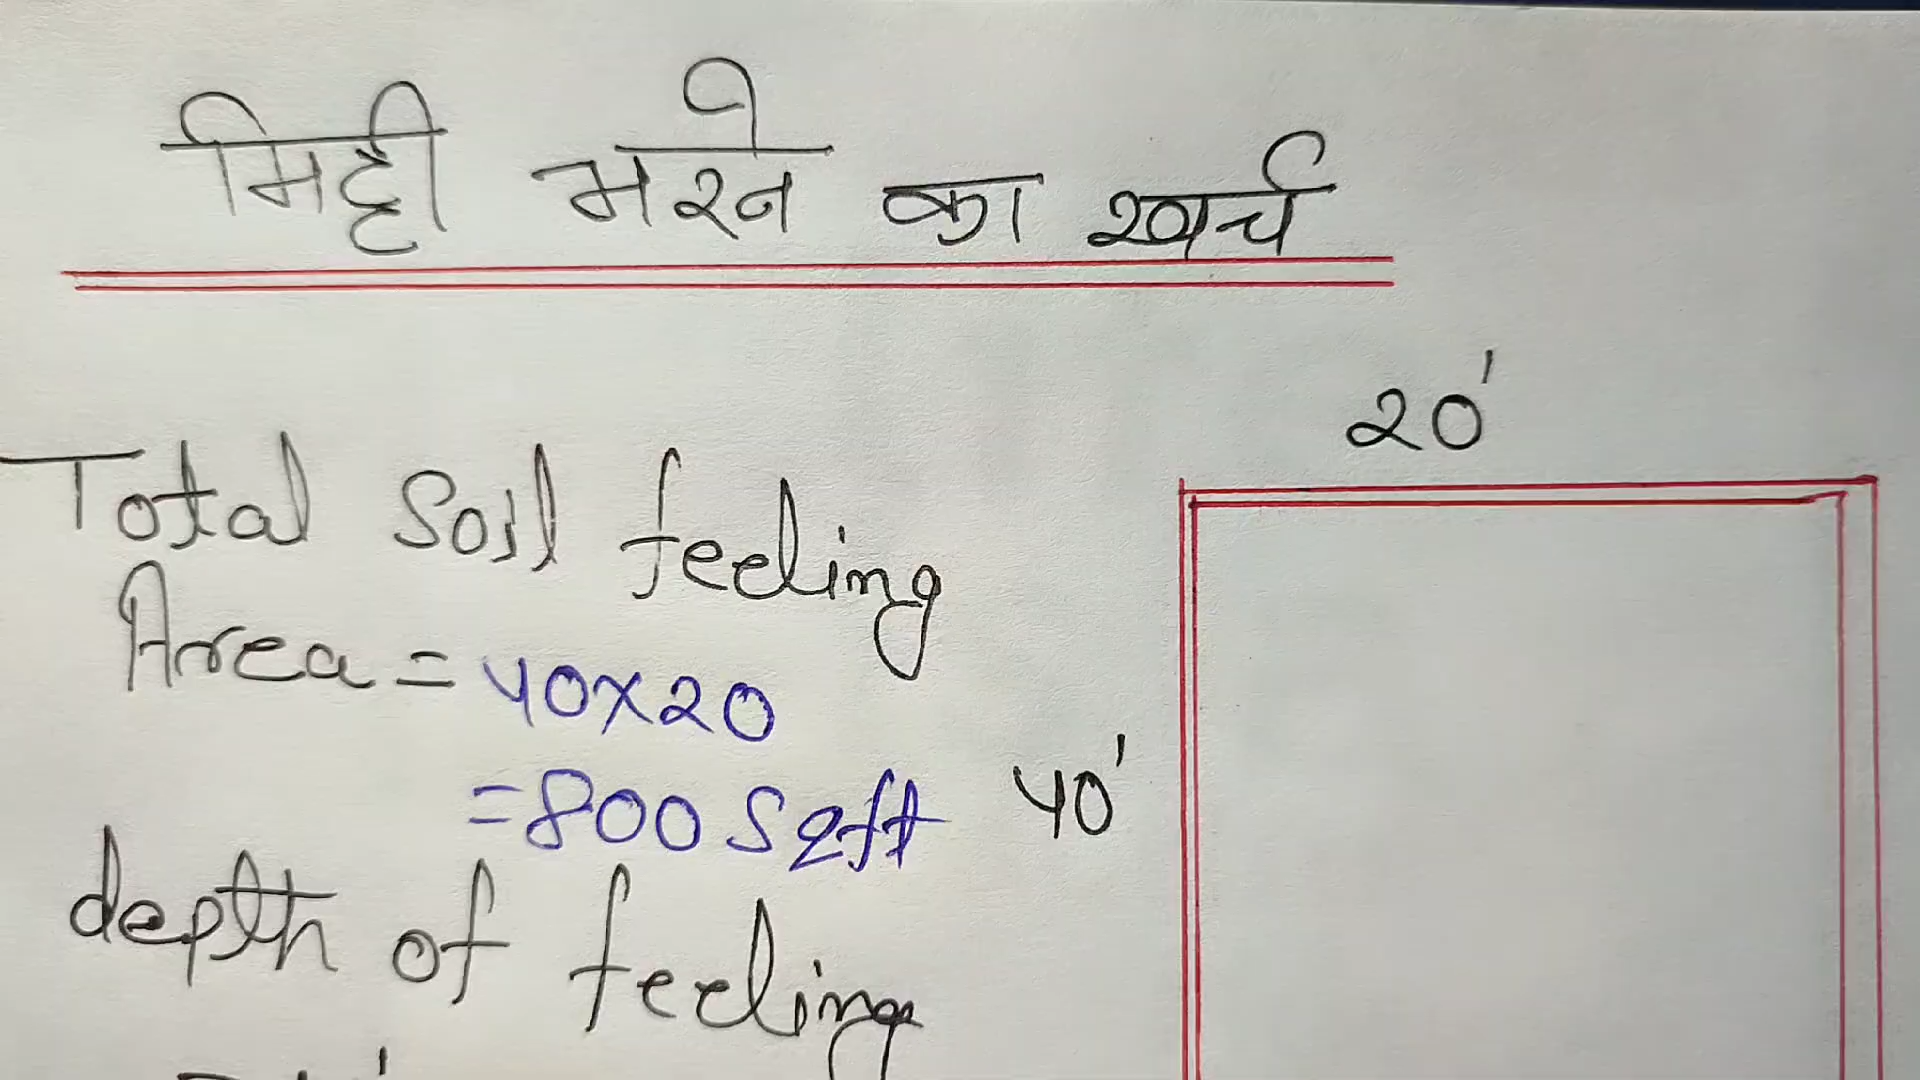 मिट्टी भरने का खर्च
20'
Total Soil feeling
Area = 40x20
= 800 Sqft
40'
depth of feeling